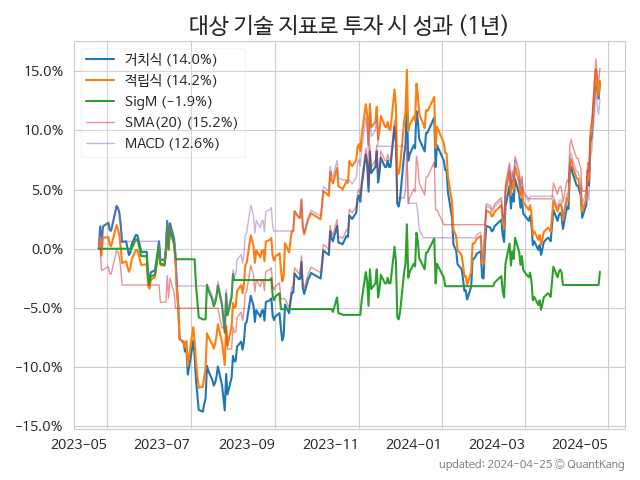 대상 기술 지표로 투자 시 성과 (1년)
거치식 (14.0%)
적립식 (14.2%)
SigM (−1.9%)
SMA(20) (15.2%)
MACD (12.6%)
15.0%
10.0%
5.0%
0.0%
−5.0%
−10.0%
−15.0%
2023-05 2023-07 2023-09 2023-11 2024-01 2024-03 2024-05
updated: 2024-04-25 © QuantKang